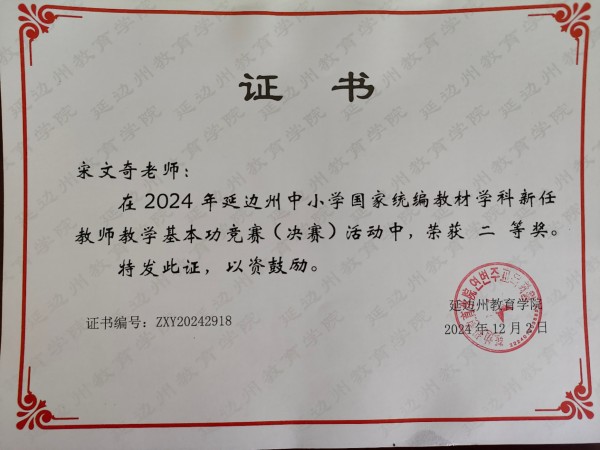 证 书
宋文奇老师：
在2024年延边州中小学国家统编教材学科新任
教师教学基本功竞赛（决赛）活动中，荣获 二 等奖。
特发此证，以资鼓励。
延边州教育学院
证书编号：ZXY20242918
2024年12月2日